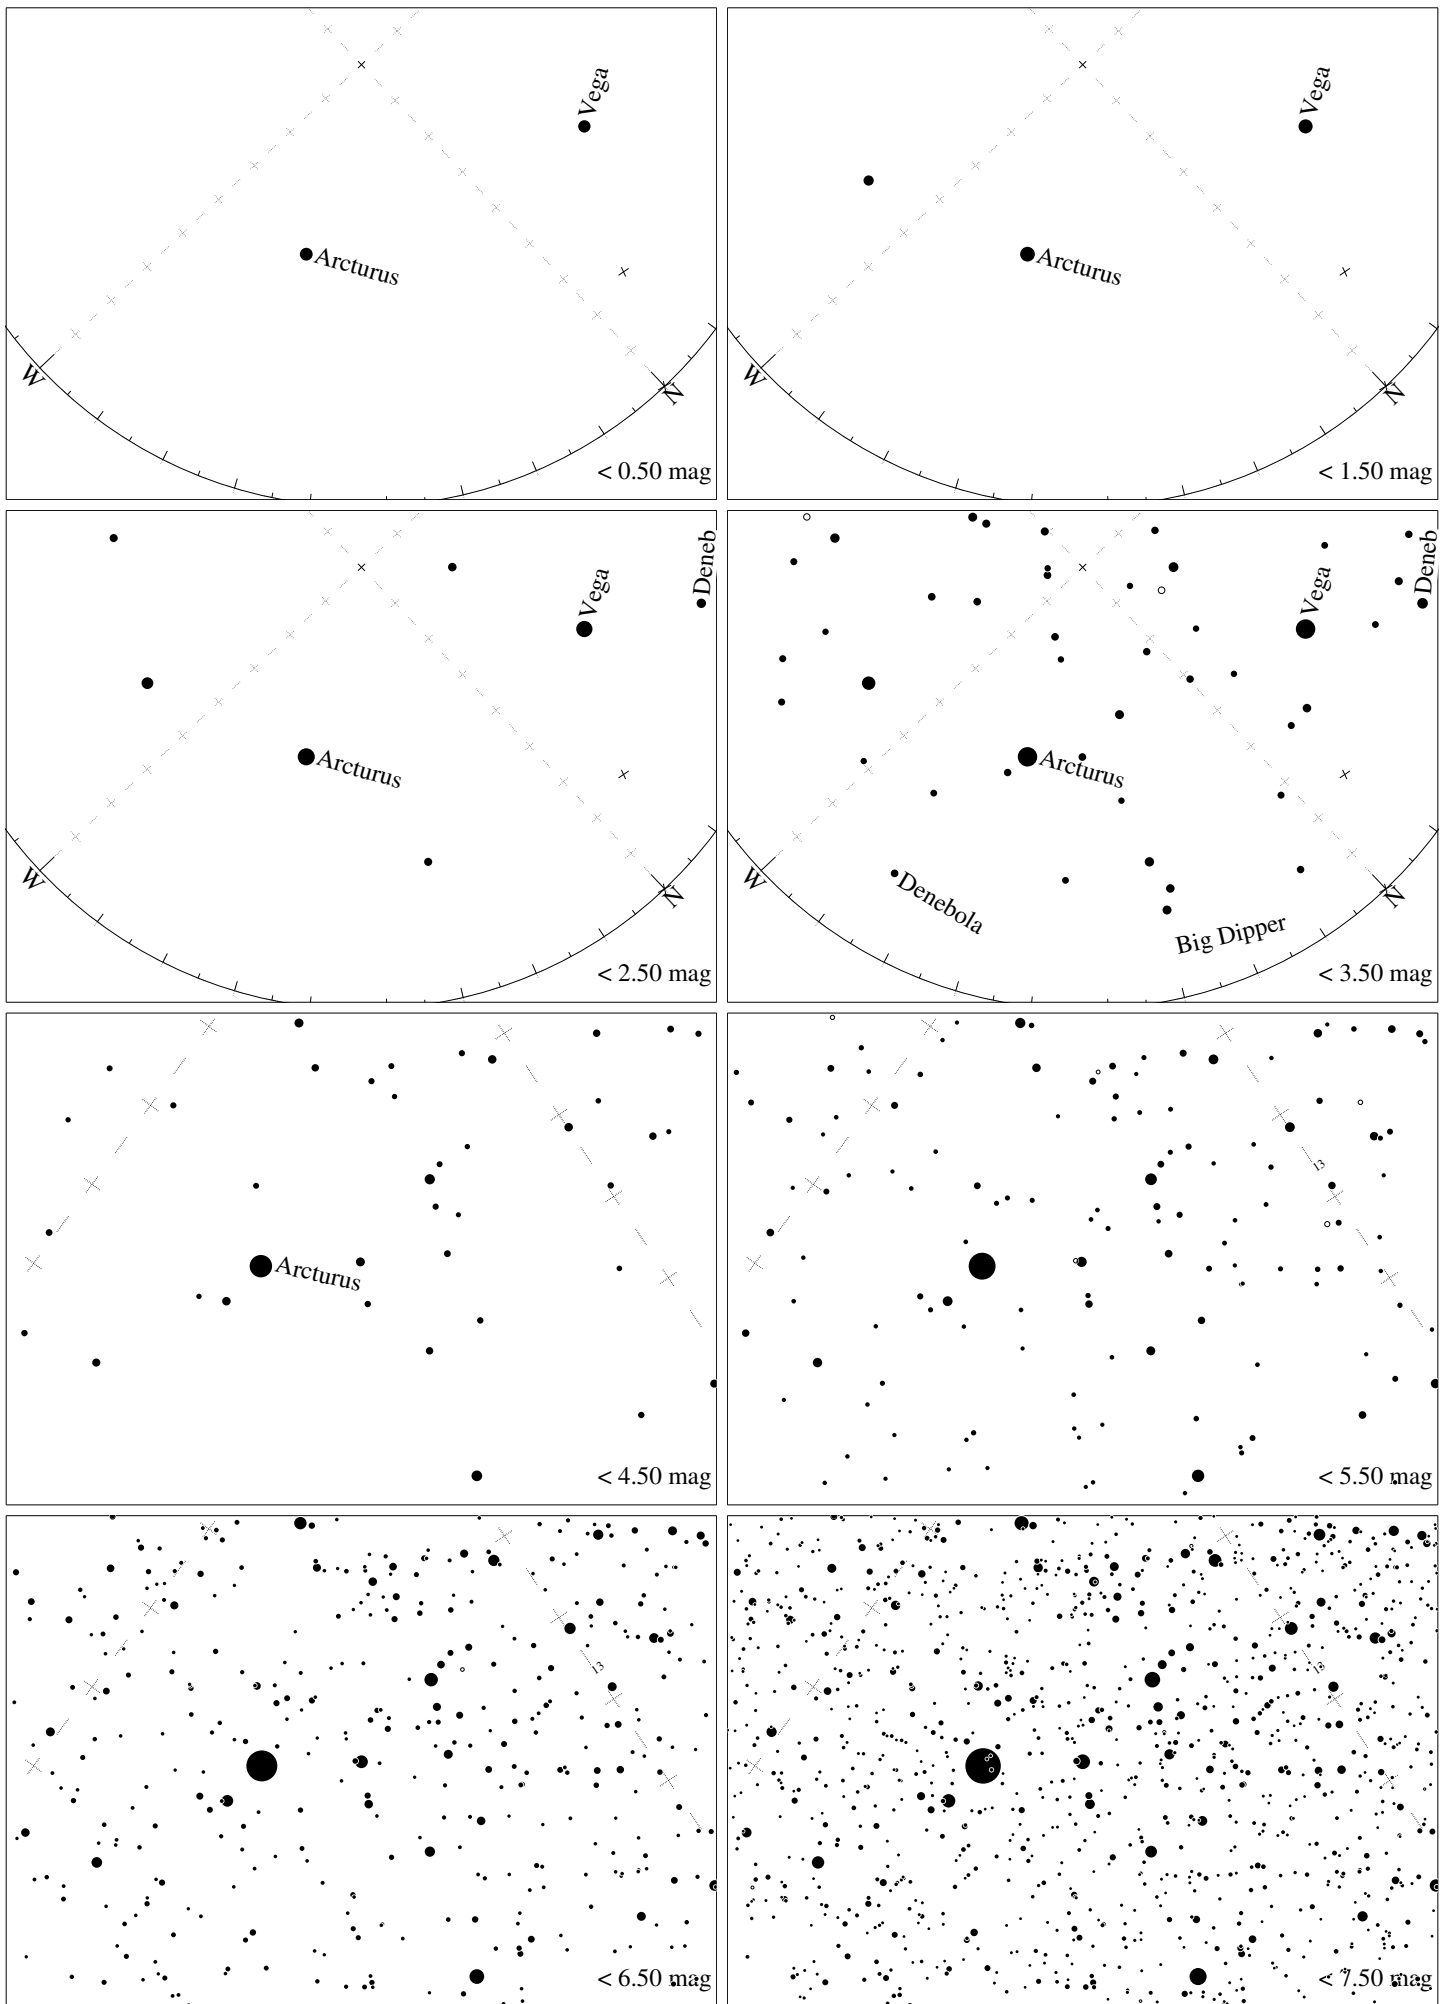 Vega
Arcturus
W
N
< 0.50 mag
Vega
Arcturus
W
N
< 1.50 mag
Deneb
Vega
Arcturus
W
N
< 2.50 mag
Deneb
Vega
Arcturus
W
Denebola
N
Big Dipper
< 3.50 mag
Arcturus
< 4.50 mag
13
< 5.50 mag
13
< 6.50 mag
13
< 7.50 mag